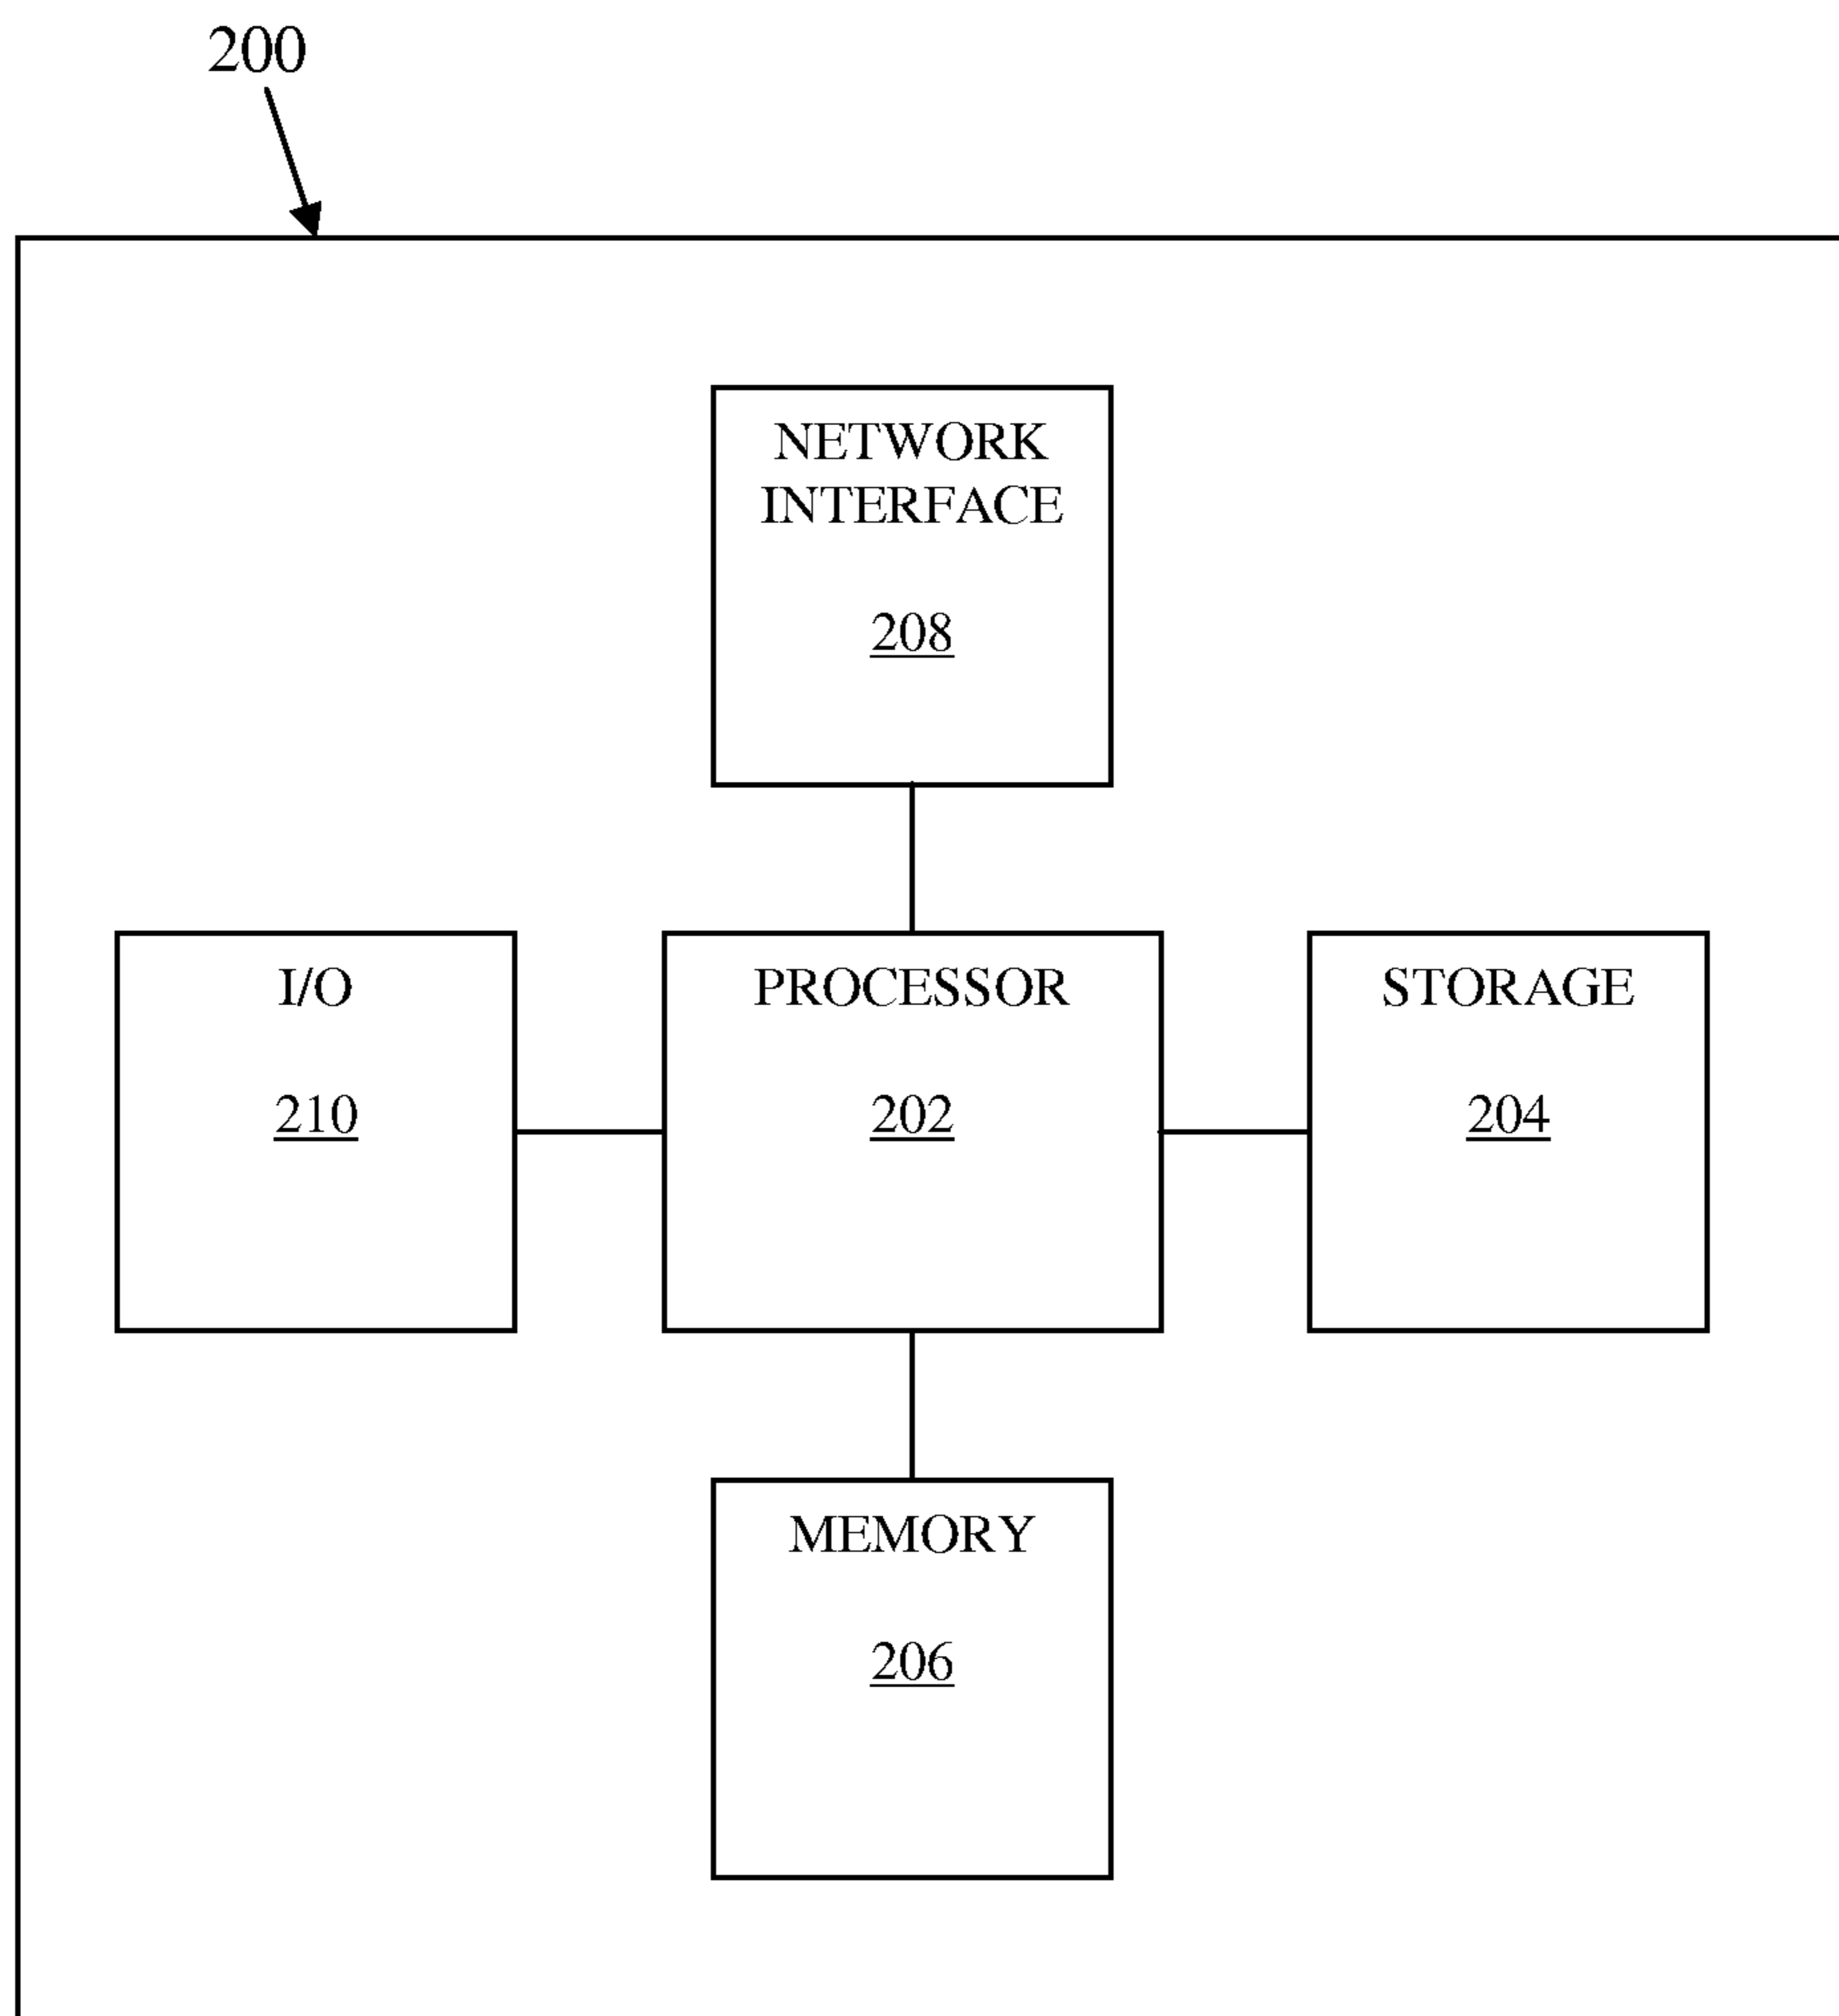 200
NETWORK
INTERFACE
208
I/O
210
PROCESSOR
202
STORAGE
204
MEMORY
206